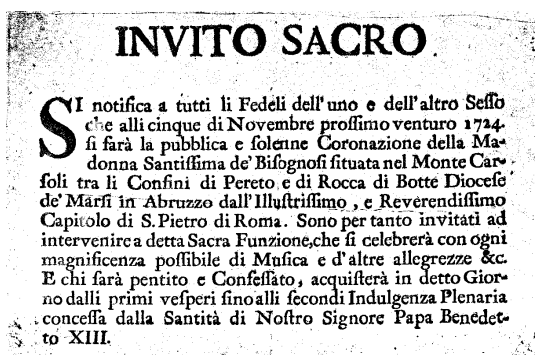 INVITO SACRO.
SI notifica a tutti li Fedeli dell'uno e dell'altro Sesso
che alli cinque di Novembre prossimo venturo 1724.
si farà la pubblica e solenne Coronazione della Ma-
donna Santissima de' Bisognosi situata nel Monte Car-
soli tra li Confini di Pereto e di Rocca di Botte Diocese
de' Marsi in Abruzzo dall'Illustrissimo, e Reverendissimo
Capitolo di S. Pietro di Roma. Sono per tanto invitati ad
intervenire a detta Sacra Funzione, che si celebrerà con ogni
magnificenza possibile di Musica e d'altre allegrezze &c.
E chi sarà pentito e Confessato, acquisterà in detto Gior-
no dalli primi vesperi sino alli secondi Indulgenza Plenaria
concessa dalla Santità di Nostro Signore Papa Benedet-
to XIII.